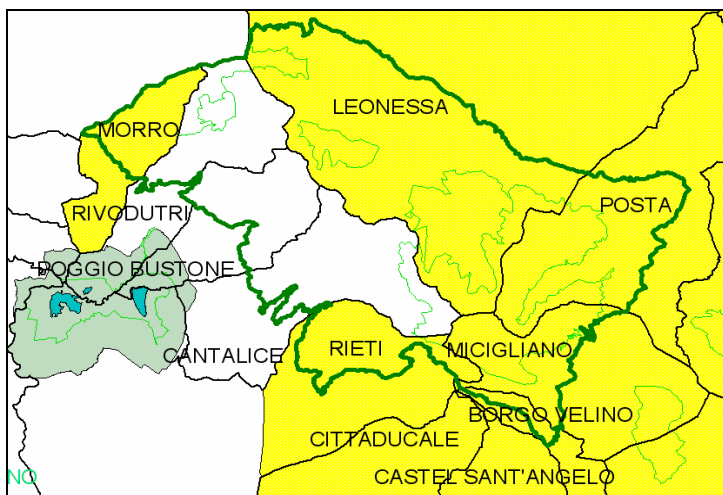 LEONESSA
MORRO
POSTA
RIVODUTRI
POGGIO BUSTONE
CANTALICE
RIETI
MICIGLIANO
BORGO VELINO
CITTADUCALE
CASTEL SANT'ANGELO
NO